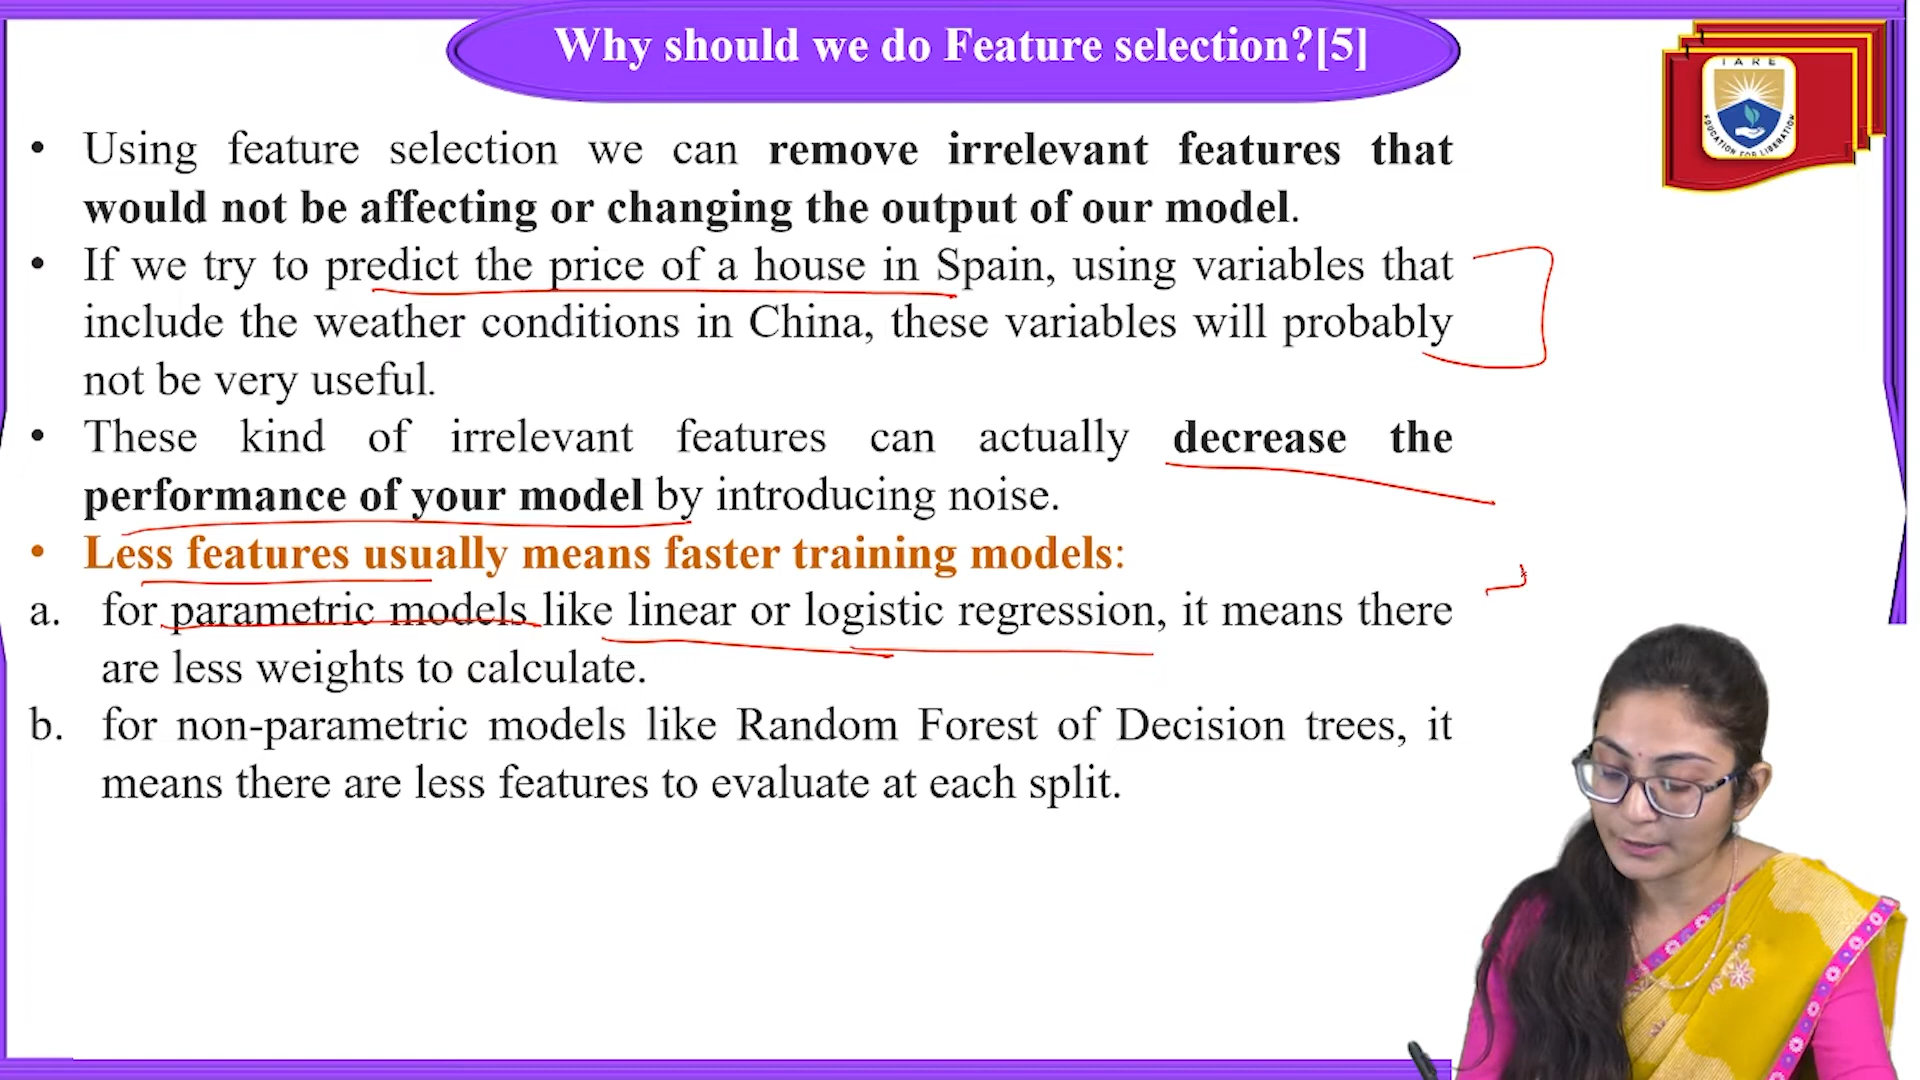 Why should we do Feature selection?[5]
IARE
EDUCATION FOR LIBERATION
• Using feature selection we can remove irrelevant features that
would not be affecting or changing the output of our model.
• If we try to predict the price of a house in Spain, using variables that
include the weather conditions in China, these variables will probably
not be very useful.
• These kind of irrelevant features can actually decrease the
performance of your model by introducing noise.
• Less features usually means faster training models:
a. for parametric models like linear or logistic regression, it means there
are less weights to calculate.
b. for non-parametric models like Random Forest of Decision trees, it
means there are less features to evaluate at each split.